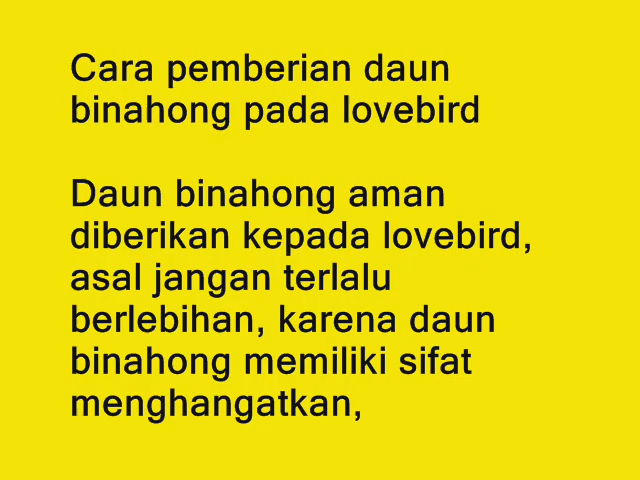 Cara pemberian daun
binahong pada lovebird
Daun binahong aman
diberikan kepada lovebird,
asal jangan terlalu
berlebihan, karena daun
binahong memiliki sifat
menghangatkan,